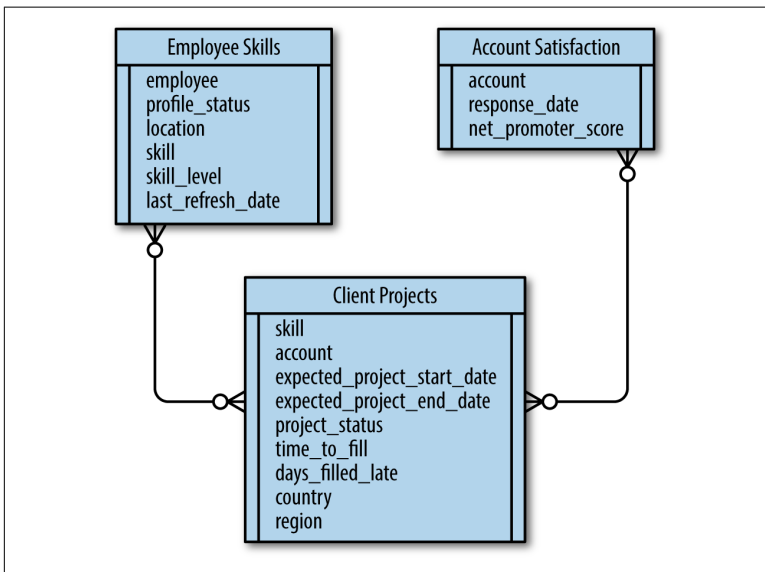 Employee Skills
employee
profile_status
location
skill
skill_level
last_refresh_date
Account Satisfaction
account
response_date
net_promoter_score
Client Projects
skill
account
expected_project_start_date
expected_project_end_date
project_status
time_to_fill
days_filled_late
country
region